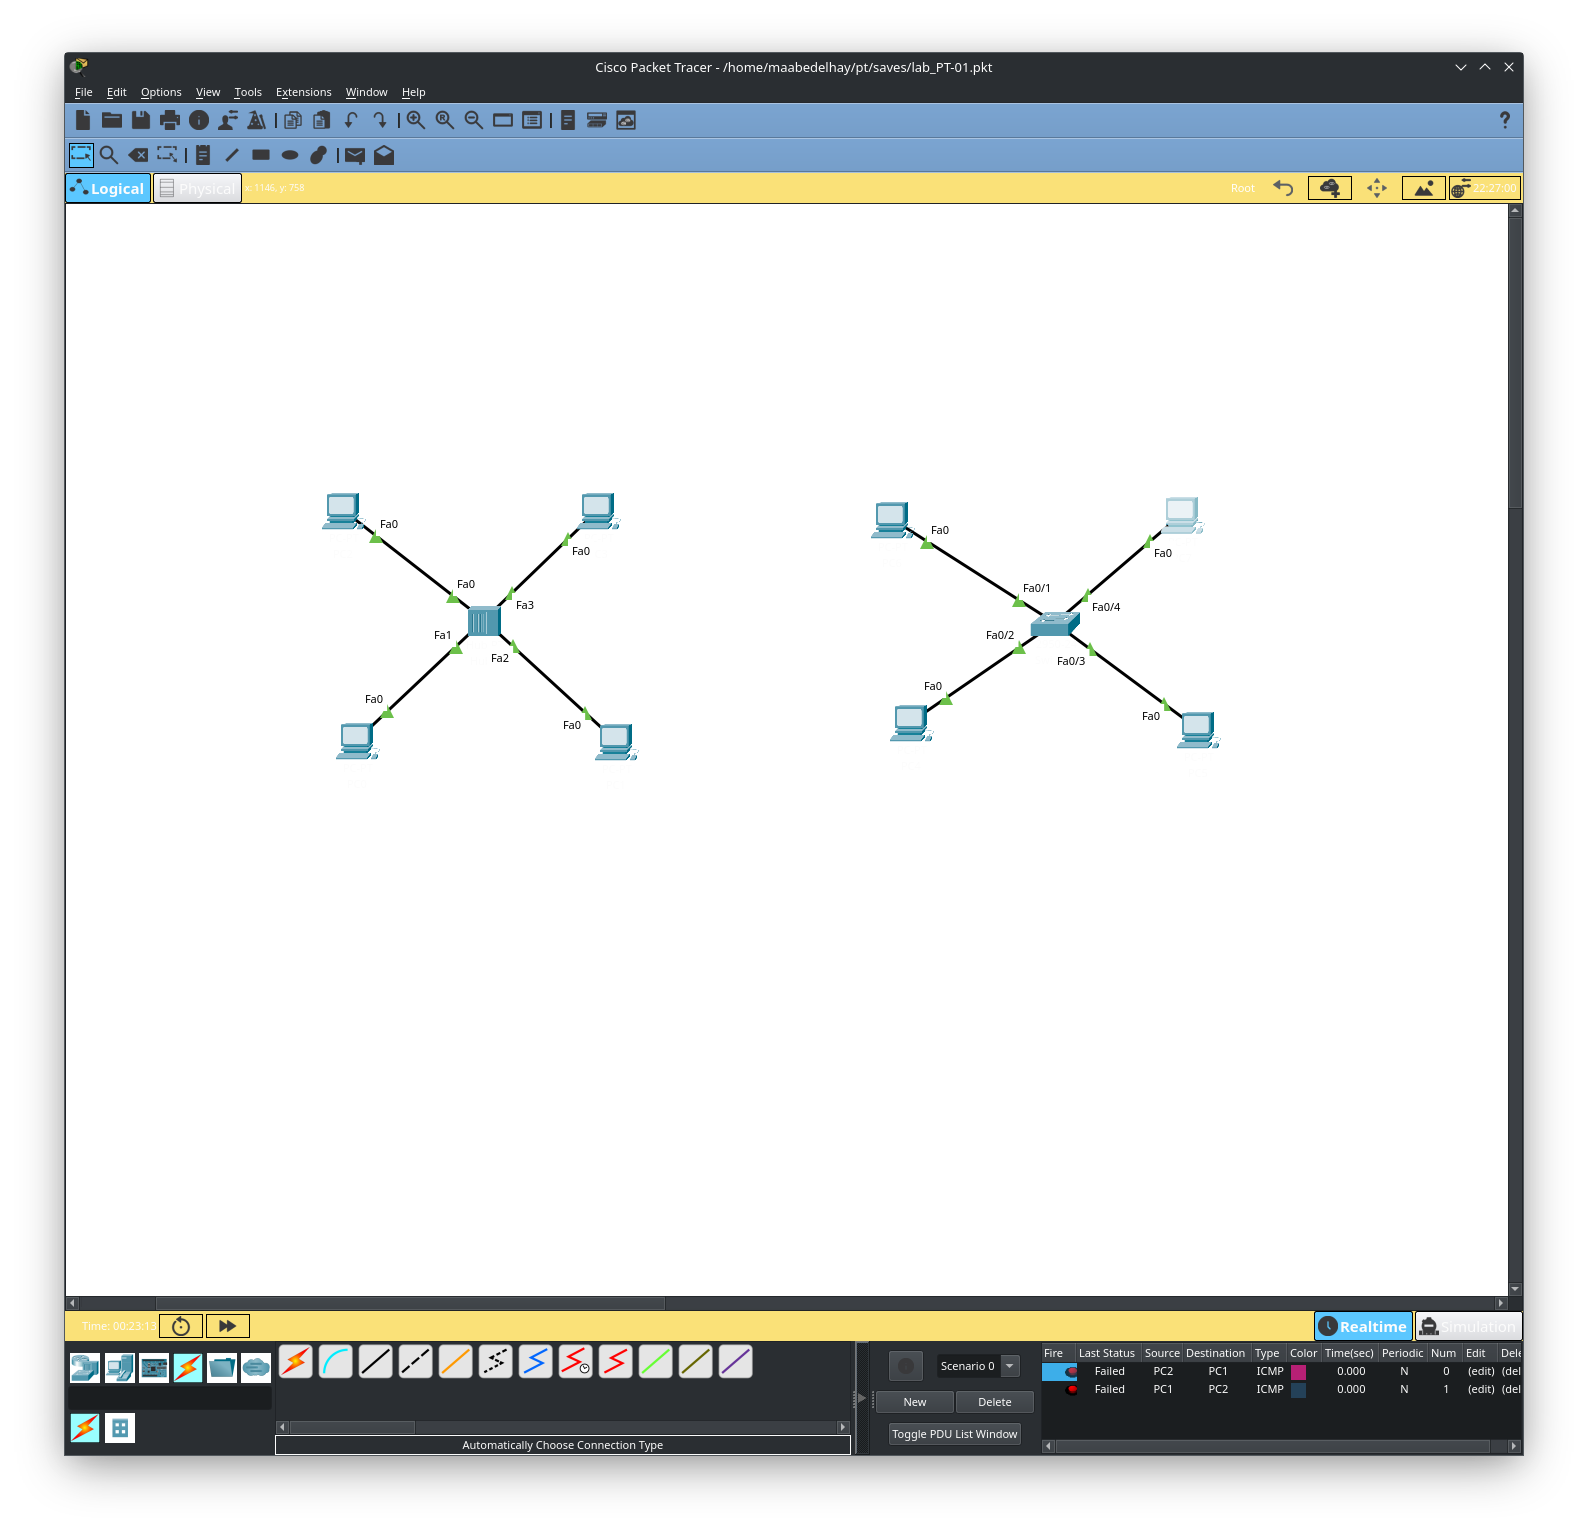 Cisco Packet Tracer - /home/maabedelhay/pt/saves/lab_PT-01.pkt
File Edit Options View Tools Extensions Window Help
?
Logical Physical x: 1146, y: 758 Root 22:27:00
Fa0
Fa0
Fa0
Fa3
Fa1
Fa2
Fa0
Fa0
Fa0
Fa0
Fa0/1
Fa0/4
Fa0/2
Fa0/3
Fa0
Fa0
Time: 00:23:13 Realtime Simulation
Scenario 0
New Delete
Toggle PDU List Window
Automatically Choose Connection Type
Fire Last Status Source Destination Type Color Time(sec) Periodic Num Edit Dele
Failed PC2 PC1 ICMP 0.000 N 0 (edit) (del
Failed PC1 PC2 ICMP 0.000 N 1 (edit) (del